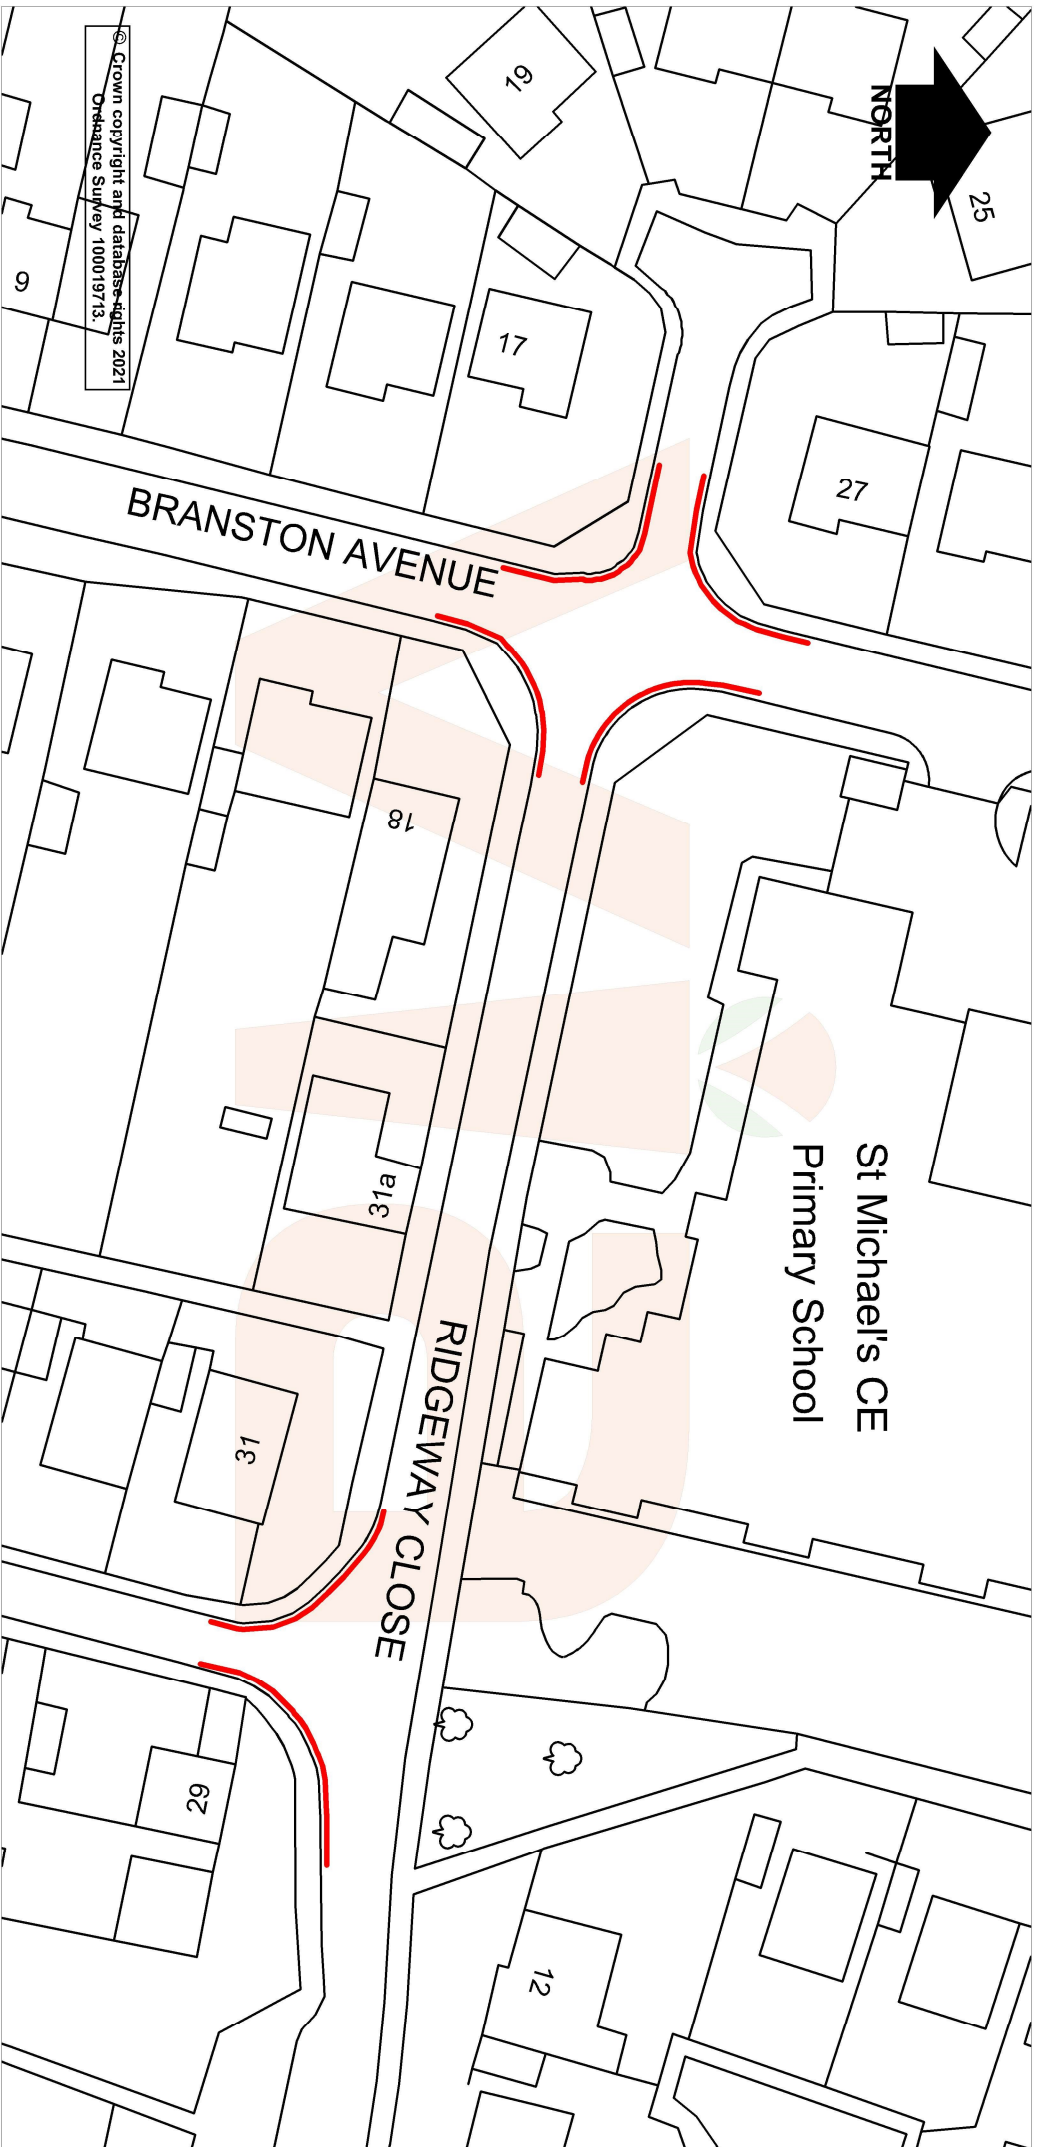 NORTH
© Crown copyright and database rights 2021
Ordnance Survey 100019713.
19
25
9
17
27
BRANSTON AVENUE
18
31a
St Michael's CE
Primary School
RIDGEWAY CLOSE
31
29
12